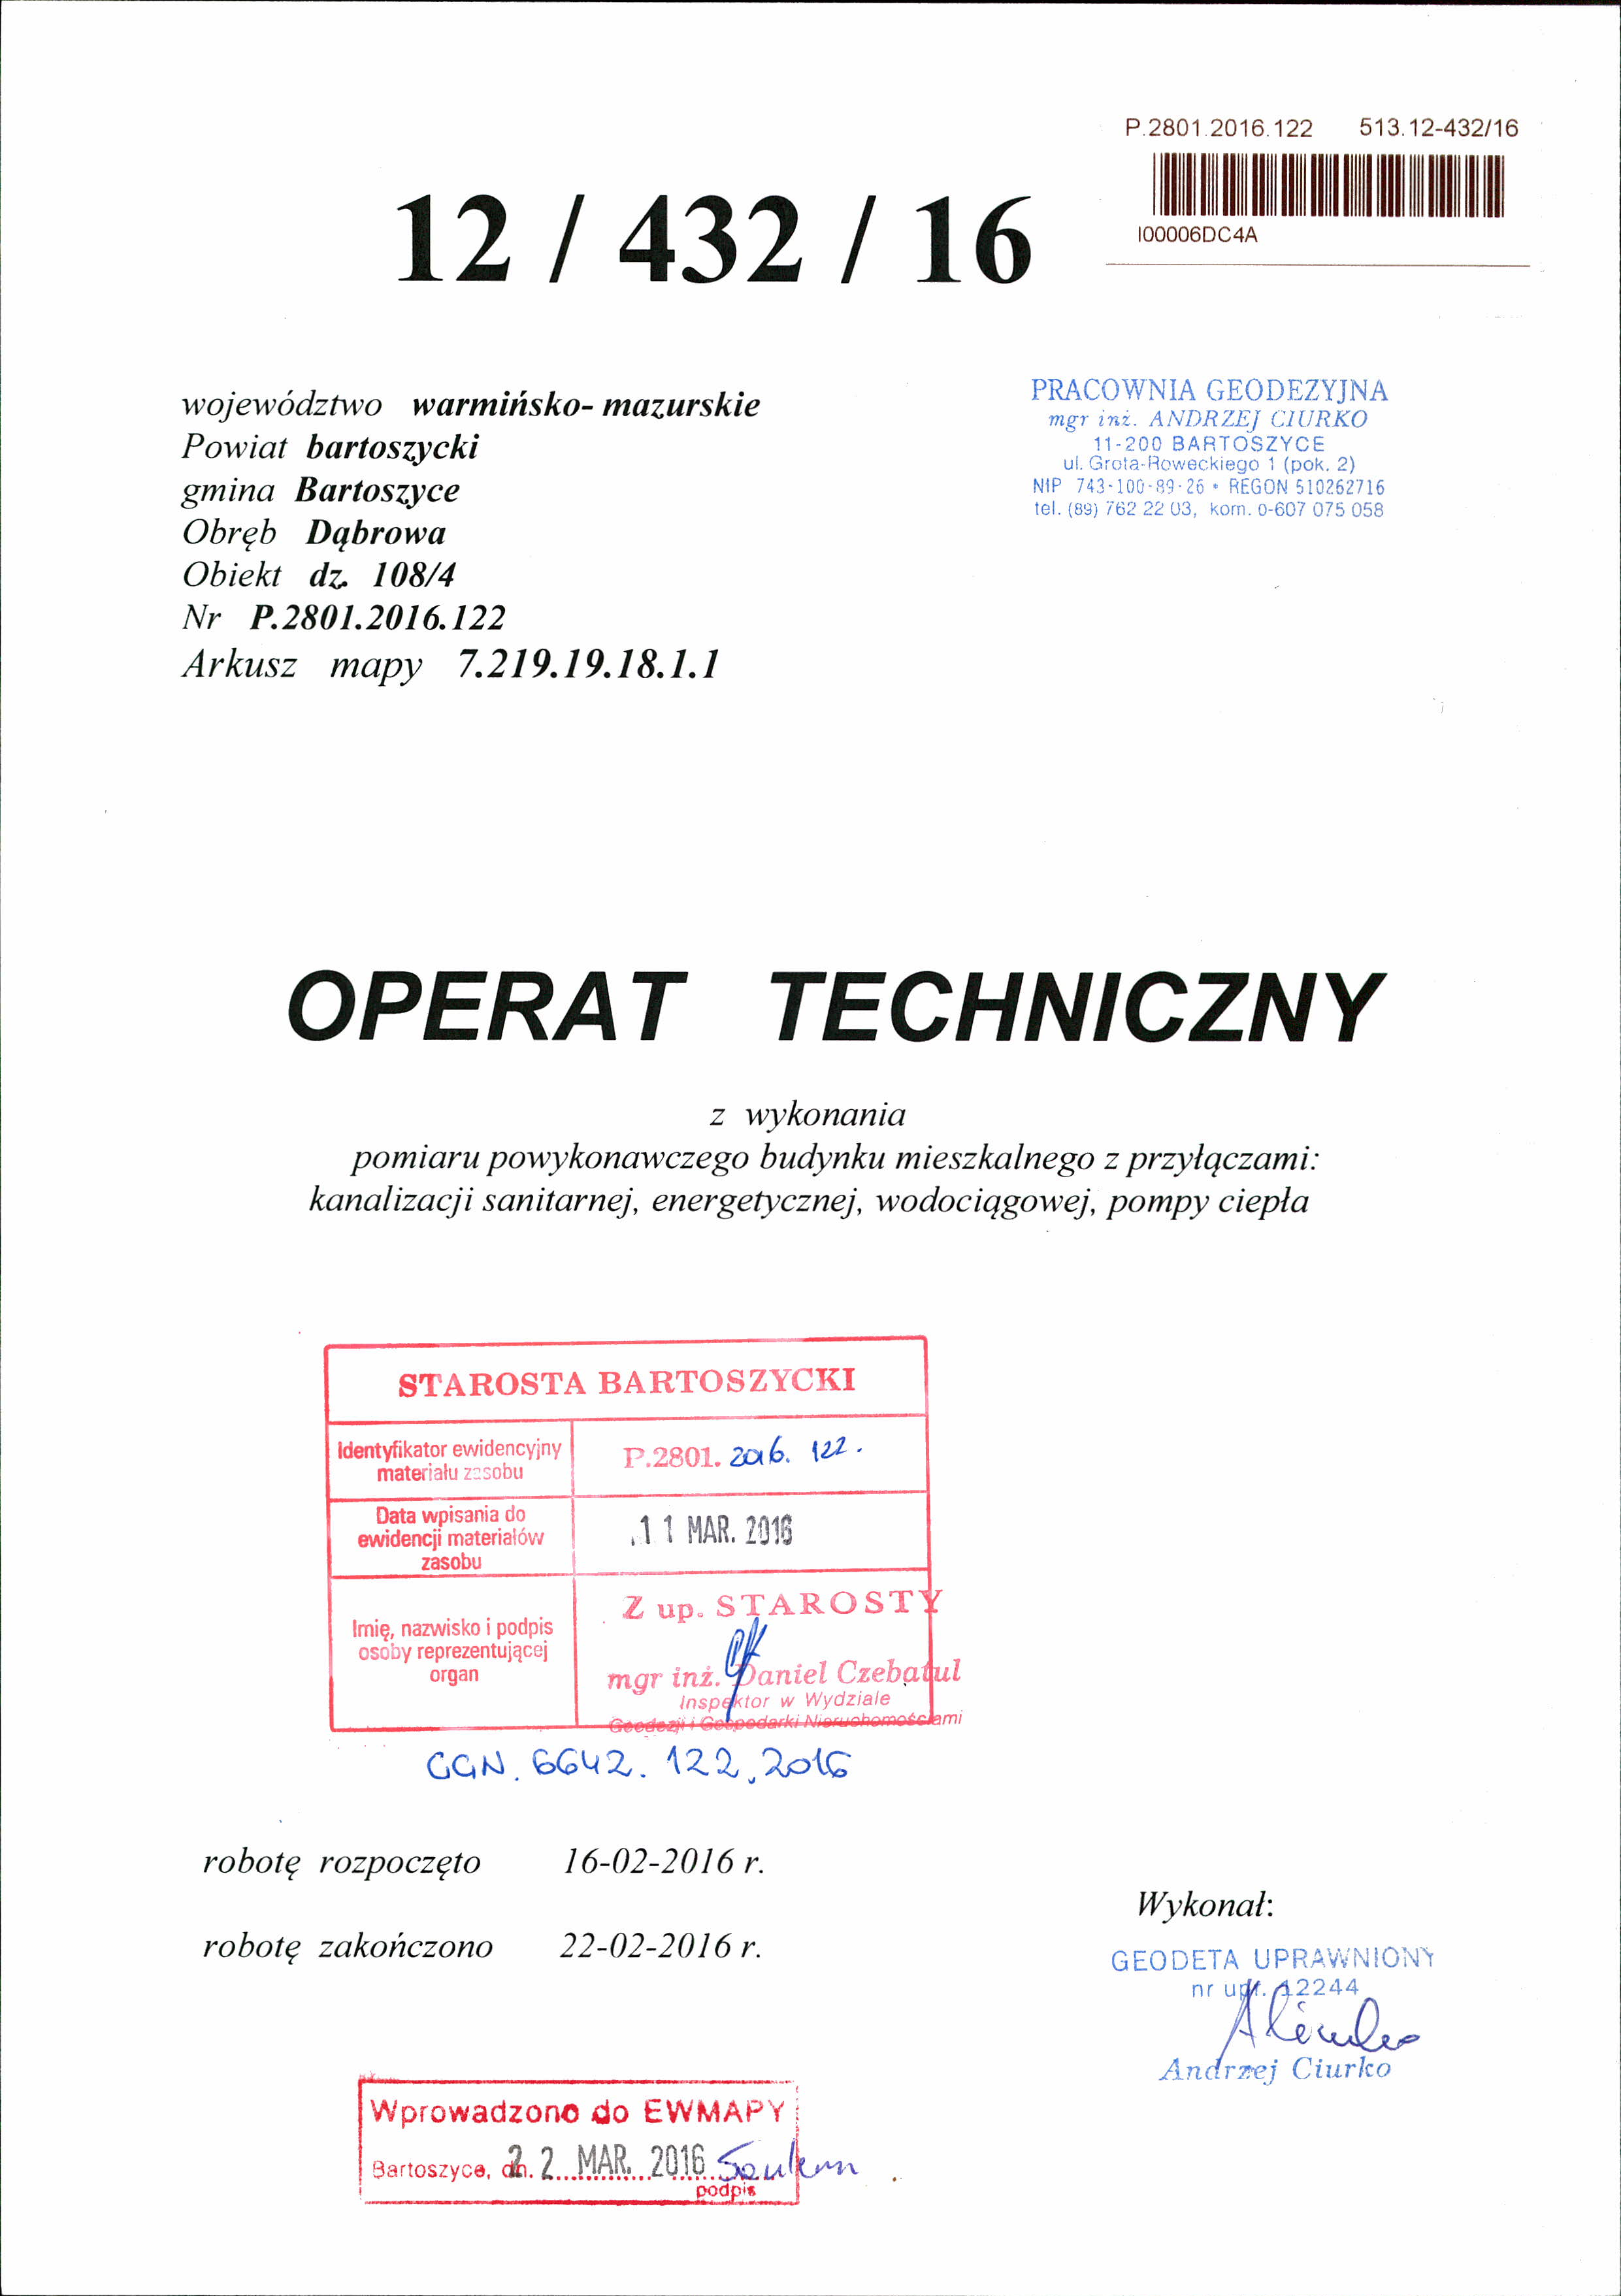 P.2801.2016.122 513.12-432/16
I00006DC4A
12 / 432 / 16
województwo warmińsko- mazurskie
Powiat bartoszycki
gmina Bartoszyce
Obręb Dąbrowa
Obiekt dz. 108/4
Nr P.2801.2016.122
Arkusz mapy 7.219.19.18.1.1
PRACOWNIA GEODEZYJNA
mgr inż. ANDRZEJ CIURKO
11-200 BARTOSZYCE
ul. Grota-Roweckiego 1 (pok. 2)
NIP 743-100-89-26 • REGON 510262716
tel. (89) 762 22 03, kom. 0-607 075 058
OPERAT TECHNICZNY
z wykonania
pomiaru powykonawczego budynku mieszkalnego z przyłączami:
kanalizacji sanitarnej, energetycznej, wodociągowej, pompy ciepła
STAROSTA BARTOSZYCKI
Identyfikator ewidencyjny
materiału zasobu
P.2801. 2016. 122.
Data wpisania do
ewidencji materiałów
zasobu
11 MAR. 2016
Imię, nazwisko i podpis
osoby reprezentującej
organ
Z up. STAROSTY
mgr inż. Daniel Czebatul
Inspektor w Wydziale
Geodezji i Gospodarki Nieruchomościami
GGN. 6642. 122.2016
robotę rozpoczęto 16-02-2016 r.
robotę zakończono 22-02-2016 r.
Wykonał:
GEODETA UPRAWNIONY
nr upr. 12244
Andrzej Ciurko
Wprowadzono do EWMAPY
Bartoszyce, dn. 22 MAR. 2016
podpis